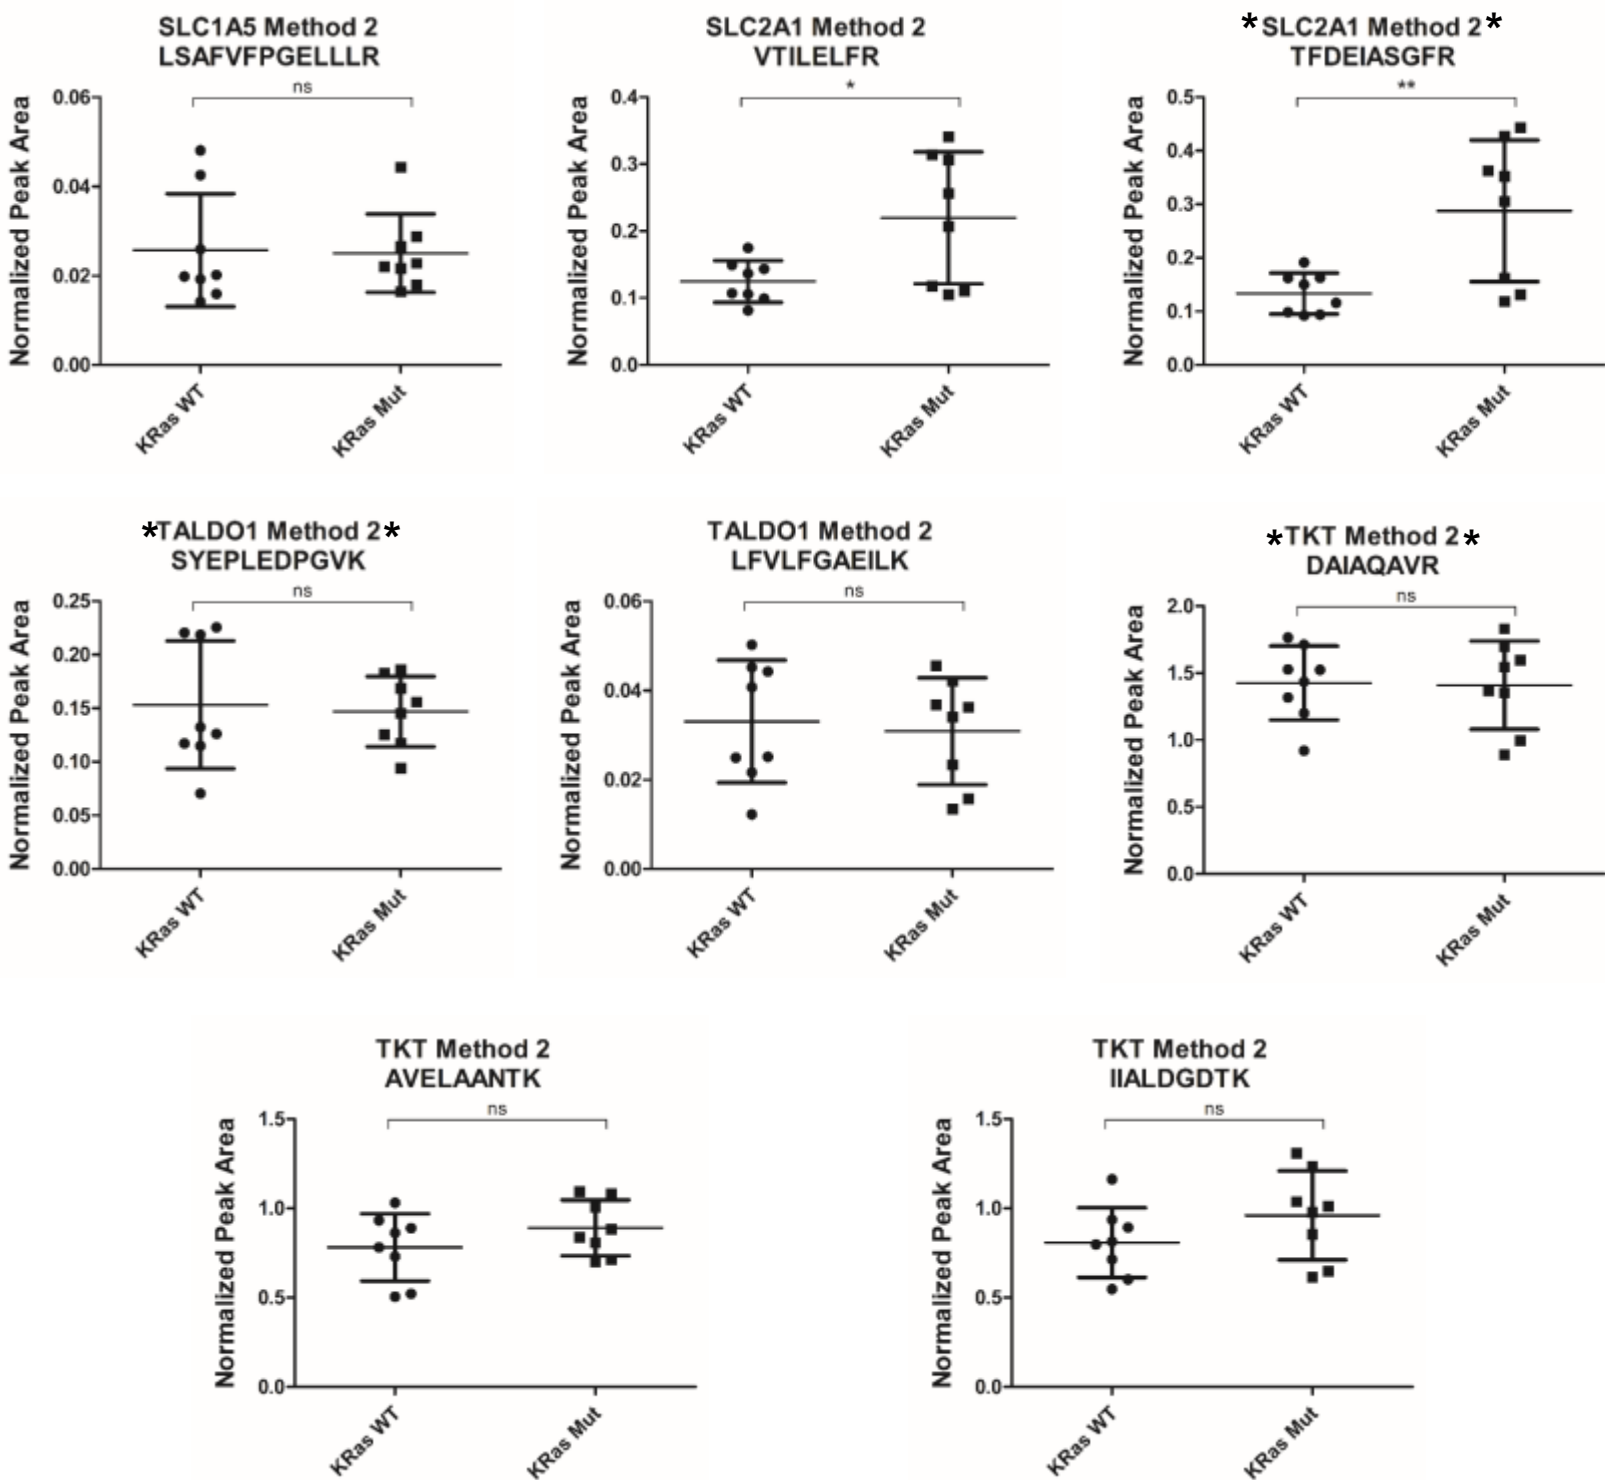 SLC1A5 Method 2
LSAFVFPGELLLR
ns
Normalized Peak Area
0.06
0.04
0.02
0.00
KRas WT
KRas Mut
SLC2A1 Method 2
VTILELFR
*
Normalized Peak Area
0.4
0.3
0.2
0.1
0.0
KRas WT
KRas Mut
*SLC2A1 Method 2*
TFDEIASGFR
**
Normalized Peak Area
0.5
0.4
0.3
0.2
0.1
0.0
KRas WT
KRas Mut
*TALDO1 Method 2*
SYEPLEDPGVK
ns
Normalized Peak Area
0.25
0.20
0.15
0.10
0.05
0.00
KRas WT
KRas Mut
TALDO1 Method 2
LFVLFGAEILK
ns
Normalized Peak Area
0.06
0.04
0.02
0.00
KRas WT
KRas Mut
*TKT Method 2*
DAIAQAVR
ns
Normalized Peak Area
2.0
1.5
1.0
0.5
0.0
KRas WT
KRas Mut
TKT Method 2
AVELAANTK
ns
Normalized Peak Area
1.5
1.0
0.5
0.0
KRas WT
KRas Mut
TKT Method 2
IIALDGDTK
ns
Normalized Peak Area
1.5
1.0
0.5
0.0
KRas WT
KRas Mut